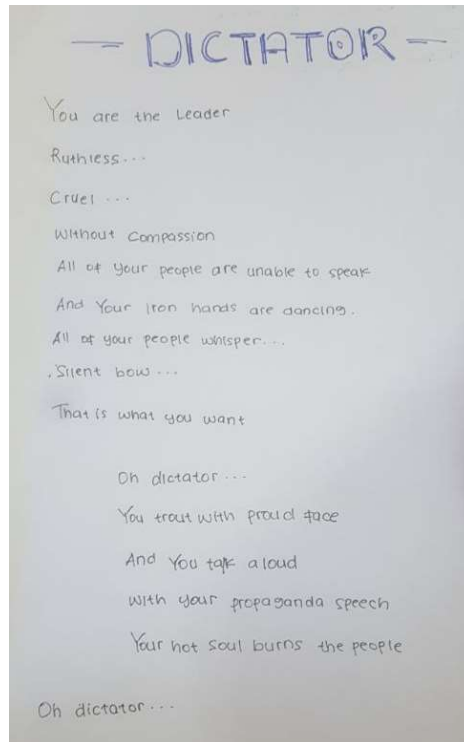 - DICTATOR -
You are the Leader
Ruthless...
Cruel ...
Without Compassion
All of your people are unable to speak
And Your iron hands are dancing.
All of your people whisper...
.Silent bow...
That is what you want
Oh dictator...
You trout with proud face
And You talk a loud
With your propaganda speech
Your hot soul burns the people
Oh dictator...